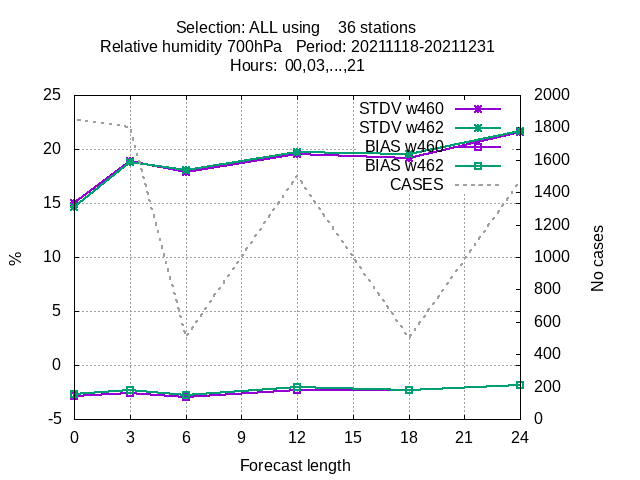 Selection: ALL using    36 stations
Relative humidity 700hPa   Period: 20211118-20211231
Hours:  00,03,...,21
25
20
15
10
5
0
-5
%
STDV w460
STDV w462
BIAS w460
BIAS w462
CASES
2000
1800
1600
1400
1200
1000
800
600
400
200
0
No cases
0 3 6 9 12 15 18 21 24
Forecast length